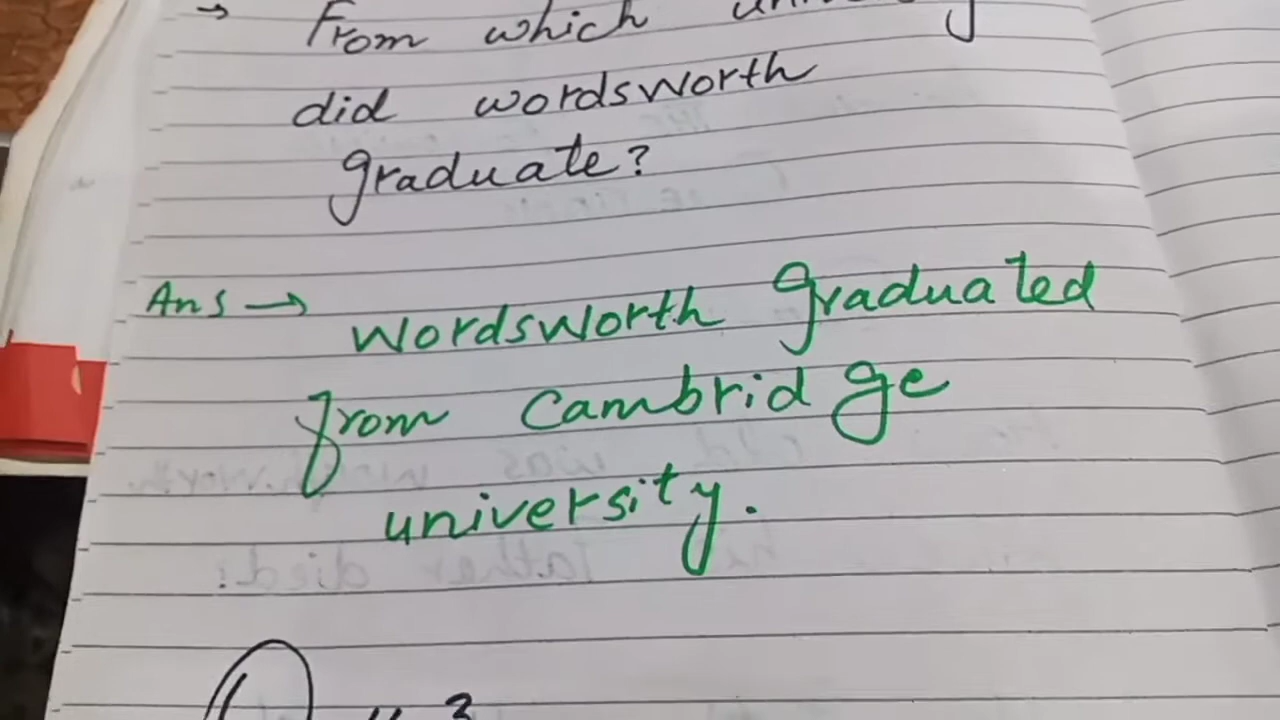 → From which
did wordsworth
graduate?
Ans → wordsworth graduated
from Cambridge
university.